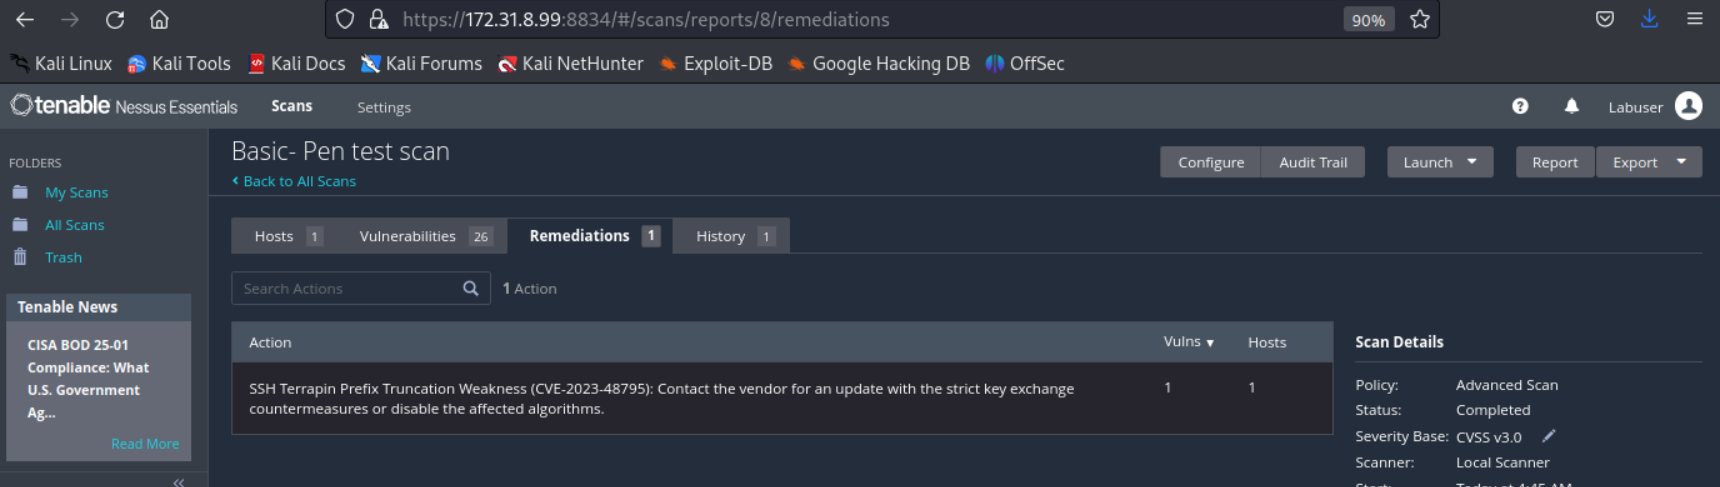 https://172.31.8.99:8834/#/scans/reports/8/remediations
90%
Kali Linux Kali Tools Kali Docs Kali Forums Kali NetHunter Exploit-DB Google Hacking DB OffSec
tenable Nessus Essentials Scans Settings ? Labuser
FOLDERS
My Scans
All Scans
Trash
Tenable News
CISA BOD 25-01
Compliance: What
U.S. Government
Ag...
Read More
«
Basic- Pen test scan
Back to All Scans
Configure Audit Trail Launch Report Export
Hosts 1 Vulnerabilities 26 Remediations 1 History 1
Search Actions 1 Action
Action Vulns Hosts
SSH Terrapin Prefix Truncation Weakness (CVE-2023-48795): Contact the vendor for an update with the strict key exchange
countermeasures or disable the affected algorithms.
1 1
Scan Details
Policy: Advanced Scan
Status: Completed
Severity Base: CVSS v3.0
Scanner: Local Scanner
Start: Today at 4:45 AM